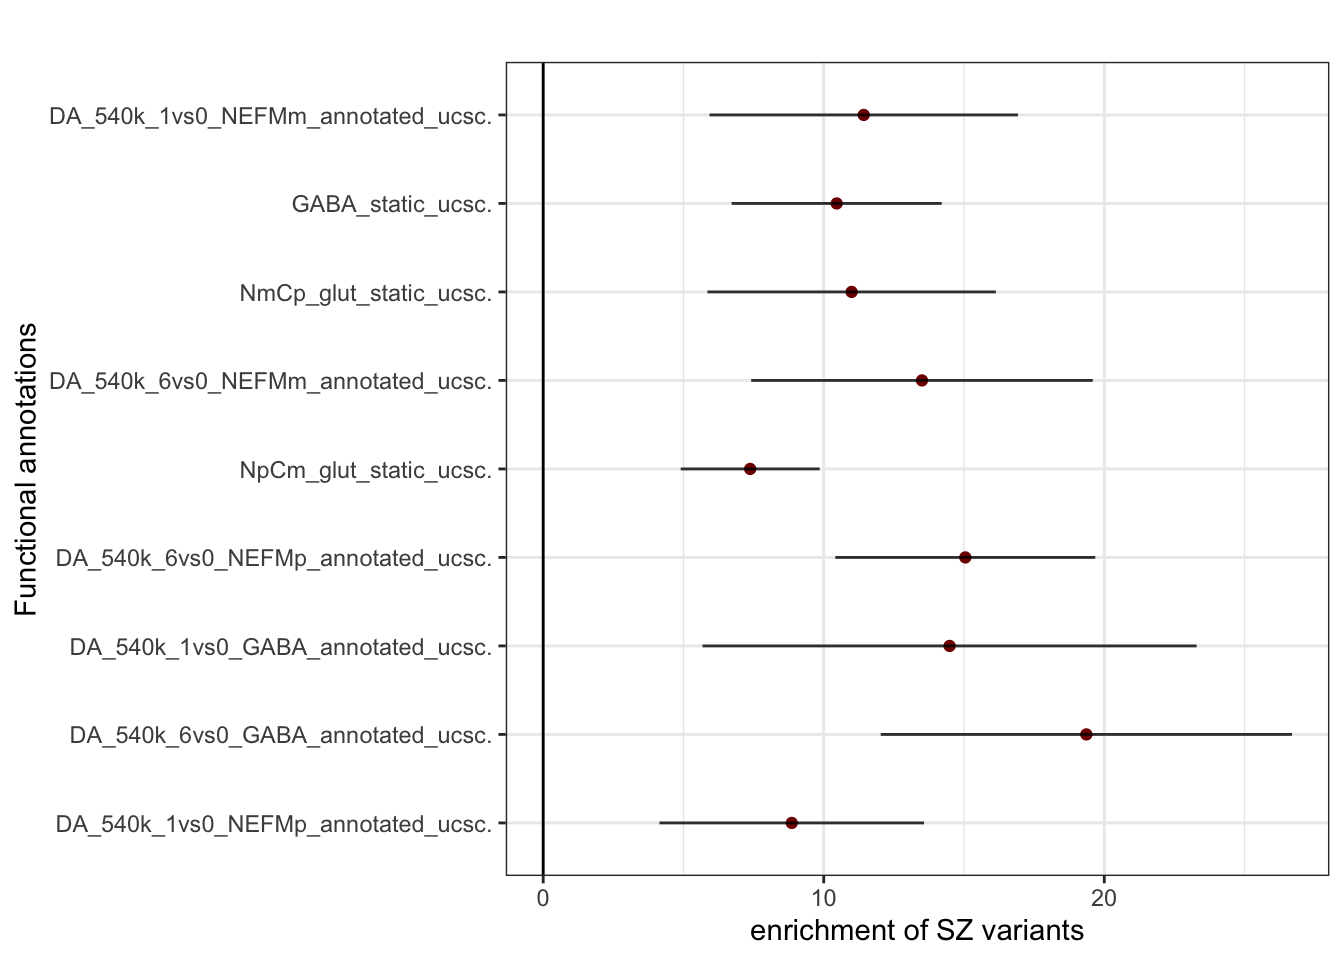 DA_540k_1vs0_NEFMm_annotated_ucsc.
GABA_static_ucsc.
NmCp_glut_static_ucsc.
DA_540k_6vs0_NEFMm_annotated_ucsc.
NpCm_glut_static_ucsc.
DA_540k_6vs0_NEFMp_annotated_ucsc.
DA_540k_1vs0_GABA_annotated_ucsc.
DA_540k_6vs0_GABA_annotated_ucsc.
DA_540k_1vs0_NEFMp_annotated_ucsc.
Functional annotations
0 10 20
enrichment of SZ variants